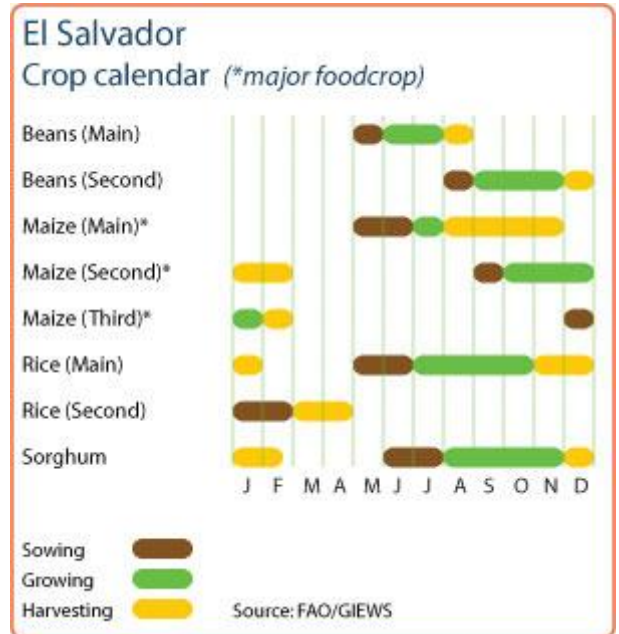 El Salvador
Crop calendar (*major foodcrop)
Beans (Main)
Beans (Second)
Maize (Main)*
Maize (Second)*
Maize (Third)*
Rice (Main)
Rice (Second)
Sorghum
J F M A M J J A S O N D
Sowing
Growing
Harvesting Source: FAO/GIEWS